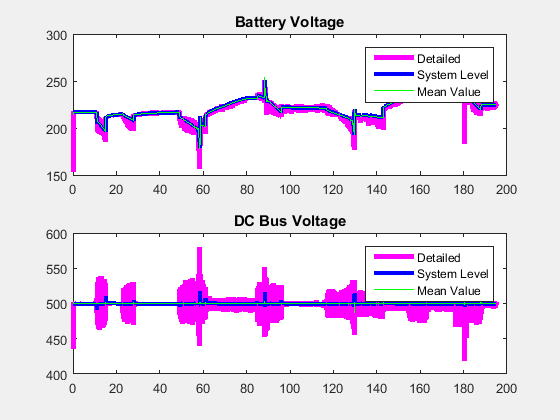 Battery Voltage
300
250
200
150
Detailed
System Level
Mean Value
0 20 40 60 80 100 120 140 160 180 200
DC Bus Voltage
600
550
500
450
400
Detailed
System Level
Mean Value
0 20 40 60 80 100 120 140 160 180 200